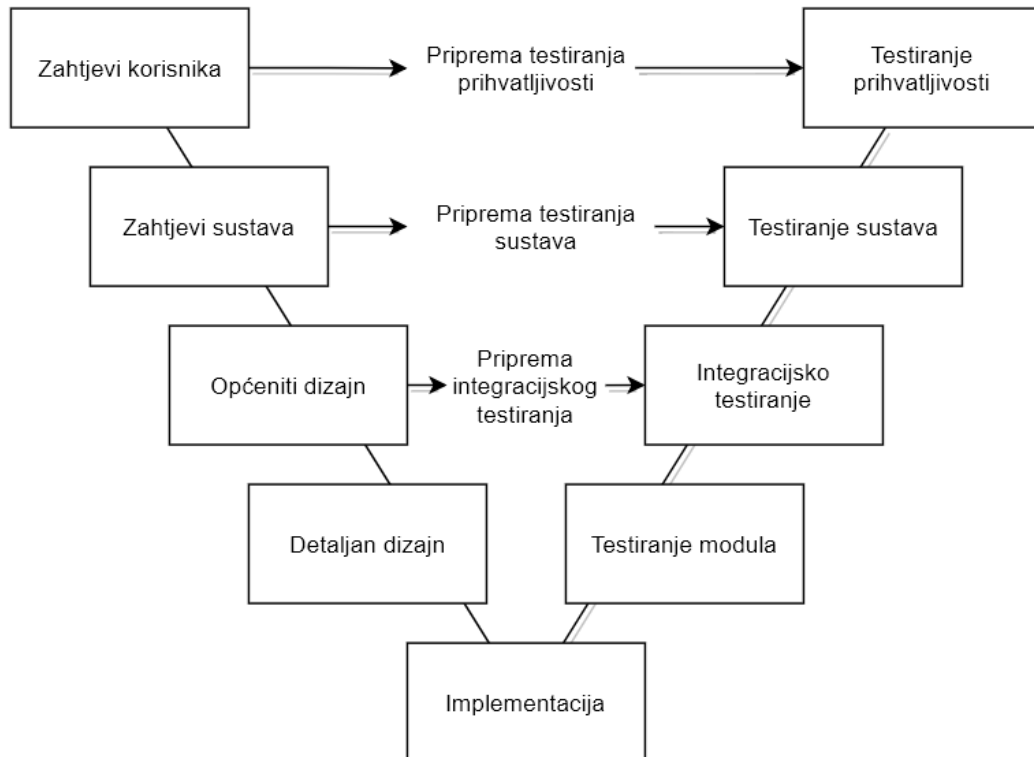 Zahtjevi korisnika
Priprema testiranja
prihvatljivosti
Testiranje
prihvatljivosti
Zahtjevi sustava
Priprema testiranja
sustava
Testiranje sustava
Općeniti dizajn
Priprema
integracijskog
testiranja
Integracijsko
testiranje
Detaljan dizajn
Testiranje modula
Implementacija